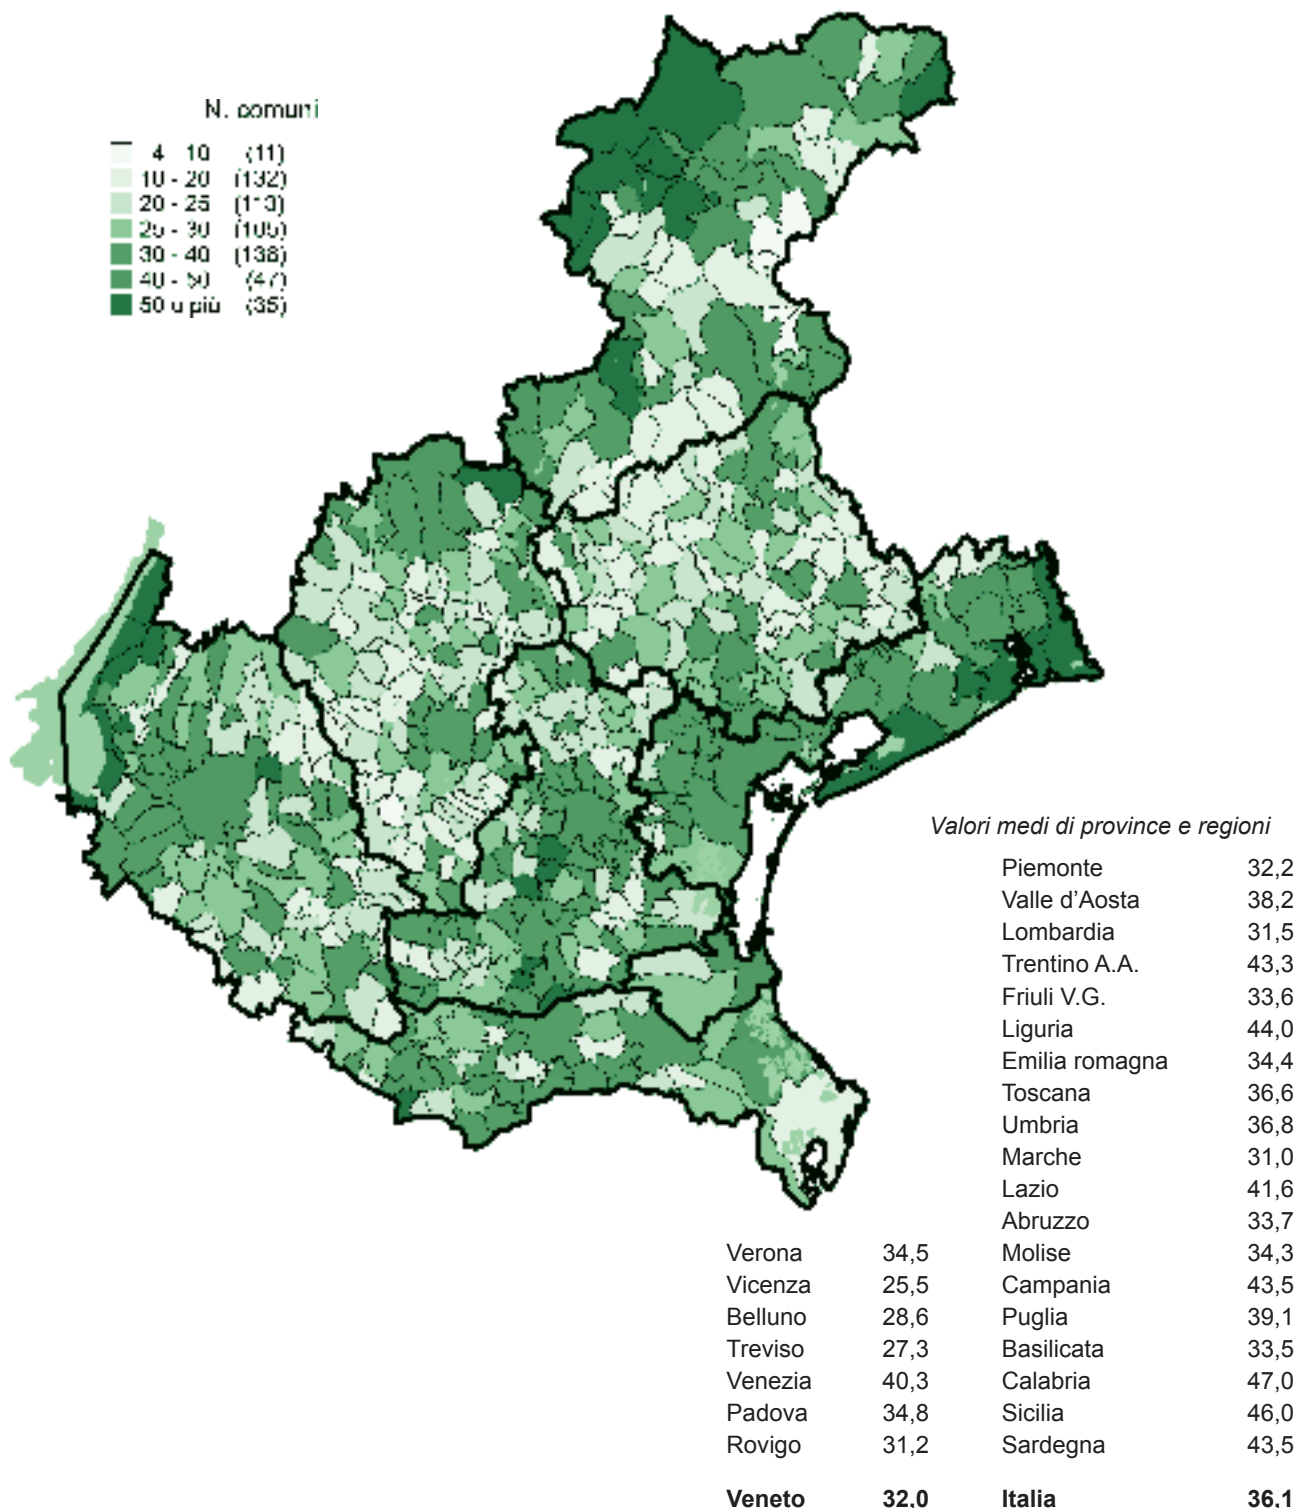 N. comuni
4 10 (11)
10 - 20 (132)
20 - 25 (113)
25 - 30 (105)
30 - 40 (138)
40 - 50 (47)
50 o più (35)
Valori medi di province e regioni
Piemonte 32,2
Valle d’Aosta 38,2
Lombardia 31,5
Trentino A.A. 43,3
Friuli V.G. 33,6
Liguria 44,0
Emilia romagna 34,4
Toscana 36,6
Umbria 36,8
Marche 31,0
Lazio 41,6
Abruzzo 33,7
Verona 34,5 Molise 34,3
Vicenza 25,5 Campania 43,5
Belluno 28,6 Puglia 39,1
Treviso 27,3 Basilicata 33,5
Venezia 40,3 Calabria 47,0
Padova 34,8 Sicilia 46,0
Rovigo 31,2 Sardegna 43,5
Veneto 32,0 Italia 36,1